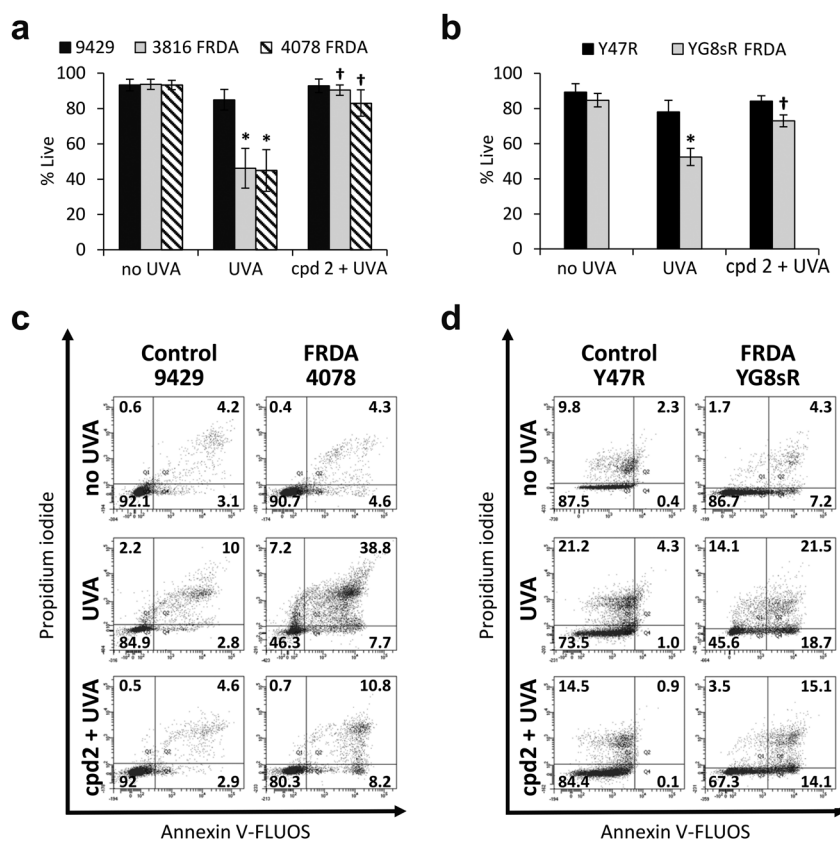 a
9429 3816 FRDA 4078 FRDA
100
80
60
40
20
0
% Live
* *
† †
no UVA UVA cpd 2 + UVA
b
Y47R YG8sR FRDA
100
80
60
40
20
0
% Live
*
†
no UVA UVA cpd 2 + UVA
c
Control FRDA
9429 4078
no UVA
0.6 4.2
92.1 3.1
0.4 4.3
90.7 4.6
UVA
2.2 10
84.9 2.8
7.2 38.8
46.3 7.7
cpd2 + UVA
0.5 4.6
92 2.9
0.7 10.8
80.3 8.2
Propidium iodide
Annexin V-FLUOS
d
Control FRDA
Y47R YG8sR
no UVA
9.8 2.3
87.5 0.4
1.7 4.3
86.7 7.2
UVA
21.2 4.3
73.5 1.0
14.1 21.5
45.6 18.7
cpd2 + UVA
14.5 0.9
84.4 0.1
3.5 15.1
67.3 14.1
Propidium iodide
Annexin V-FLUOS